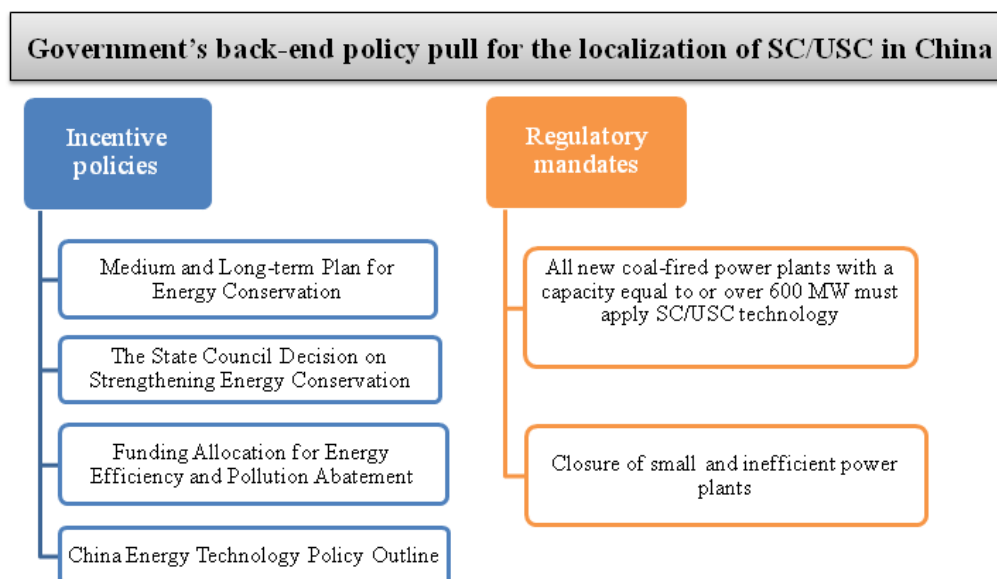 Government’s back-end policy pull for the localization of SC/USC in China
Incentive
policies
Medium and Long-term Plan for
Energy Conservation
The State Council Decision on
Strengthening Energy Conservation
Funding Allocation for Energy
Efficiency and Pollution Abatement
China Energy Technology Policy Outline
Regulatory
mandates
All new coal-fired power plants with a
capacity equal to or over 600 MW must
apply SC/USC technology
Closure of small and inefficient power
plants